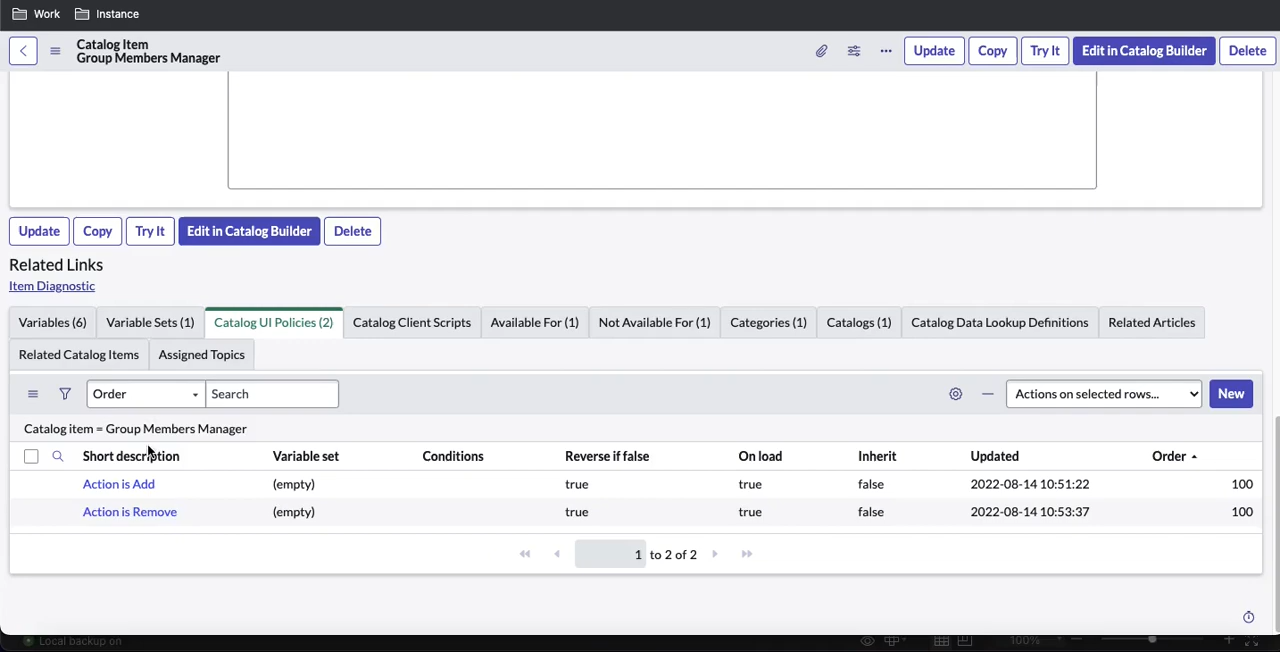 Work Instance
Catalog Item
Group Members Manager
Update Copy Try It Edit in Catalog Builder Delete
Update Copy Try It Edit in Catalog Builder Delete
Related Links
Item Diagnostic
Variables (6) Variable Sets (1) Catalog UI Policies (2) Catalog Client Scripts Available For (1) Not Available For (1) Categories (1) Catalogs (1) Catalog Data Lookup Definitions Related Articles
Related Catalog Items Assigned Topics
Order Search Actions on selected rows... New
Catalog item = Group Members Manager
Short description Variable set Conditions Reverse if false On load Inherit Updated Order
Action is Add (empty) true true false 2022-08-14 10:51:22 100
Action is Remove (empty) true true false 2022-08-14 10:53:37 100
1 to 2 of 2
Local backup on 100%